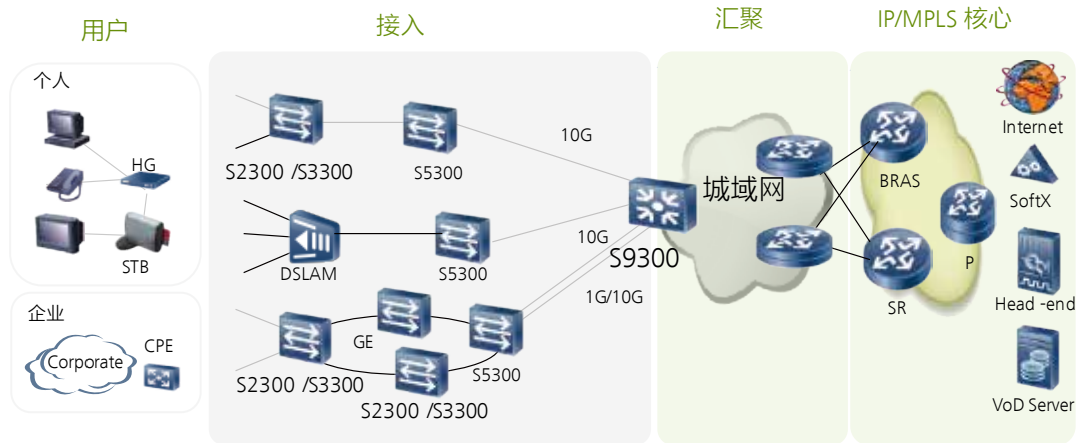 用户
接入
汇聚
IP/MPLS 核心
个人
HG
STB
企业
Corporate
CPE
S2300 /S3300
S5300
10G
DSLAM
S5300
10G
S9300
1G/10G
GE
S5300
S2300 /S3300
S2300 /S3300
城域网
BRAS
P
SR
Internet
SoftX
Head -end
VoD Server